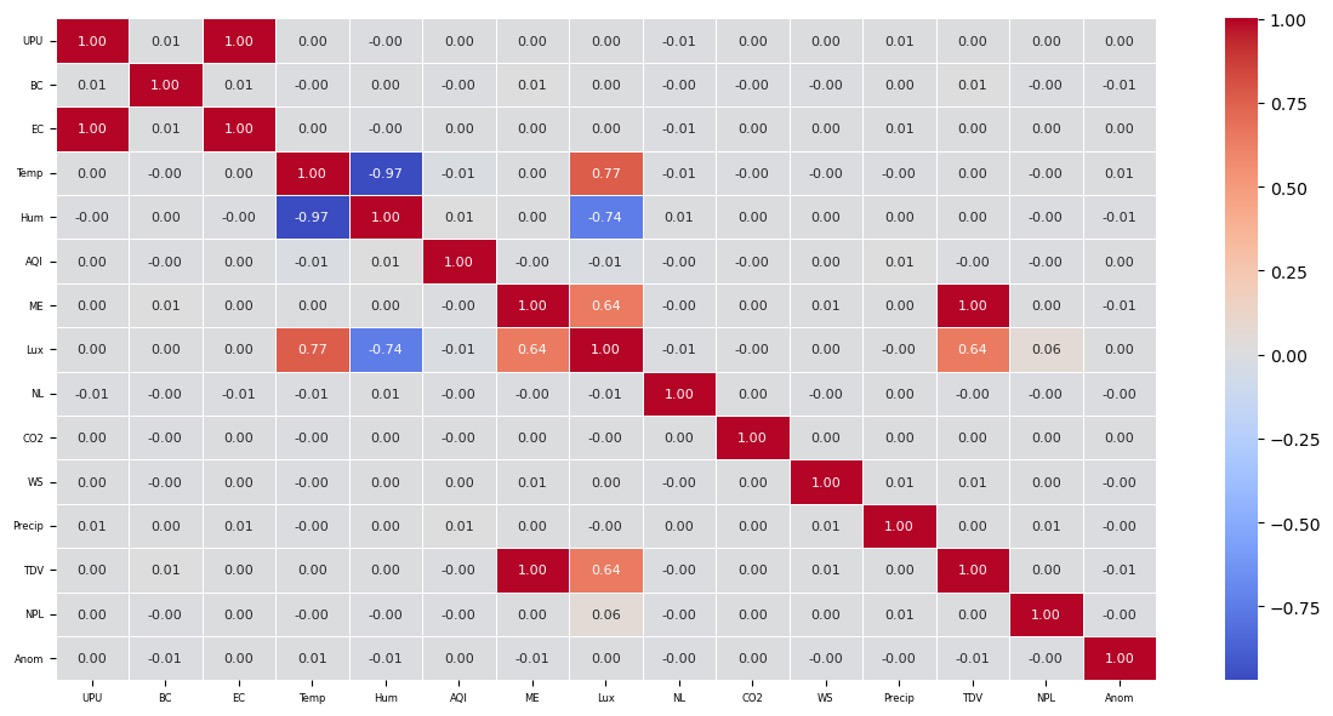 UPU 1.00 0.01 1.00 0.00 -0.00 0.00 0.00 0.00 -0.01 0.00 0.00 0.01 0.00 0.00 0.00
BC 0.01 1.00 0.01 -0.00 0.00 -0.00 0.01 0.00 -0.00 -0.00 -0.00 0.00 0.01 -0.00 -0.01
EC 1.00 0.01 1.00 0.00 -0.00 0.00 0.00 0.00 -0.01 0.00 0.00 0.01 0.00 0.00 0.00
Temp 0.00 -0.00 0.00 1.00 -0.97 -0.01 0.00 0.77 -0.01 -0.00 -0.00 -0.00 0.00 -0.00 0.01
Hum -0.00 0.00 -0.00 -0.97 1.00 0.01 0.00 -0.74 0.01 0.00 0.00 0.00 0.00 -0.00 -0.01
AQI 0.00 -0.00 0.00 -0.01 0.01 1.00 -0.00 -0.01 -0.00 -0.00 0.00 0.01 -0.00 -0.00 0.00
ME 0.00 0.01 0.00 0.00 0.00 -0.00 1.00 0.64 -0.00 0.00 0.01 0.00 1.00 0.00 -0.01
Lux 0.00 0.00 0.00 0.77 -0.74 -0.01 0.64 1.00 -0.01 -0.00 0.00 -0.00 0.64 0.06 0.00
NL -0.01 -0.00 -0.01 -0.01 0.01 -0.00 -0.00 -0.01 1.00 0.00 -0.00 0.00 -0.00 -0.00 -0.00
CO2 0.00 -0.00 0.00 -0.00 0.00 -0.00 0.00 -0.00 0.00 1.00 0.00 0.00 0.00 0.00 0.00
WS 0.00 -0.00 0.00 -0.00 0.00 0.00 0.01 0.00 -0.00 0.00 1.00 0.01 0.01 0.00 -0.00
Precip 0.01 0.00 0.01 -0.00 0.00 0.01 0.00 -0.00 0.00 0.00 0.01 1.00 0.00 0.01 -0.00
TDV 0.00 0.01 0.00 0.00 0.00 -0.00 1.00 0.64 -0.00 0.00 0.01 0.00 1.00 0.00 -0.01
NPL 0.00 -0.00 0.00 -0.00 -0.00 -0.00 0.00 0.06 -0.00 0.00 0.00 0.01 0.00 1.00 -0.00
Anom 0.00 -0.01 0.00 0.01 -0.01 0.00 -0.01 0.00 -0.00 0.00 -0.00 -0.00 -0.01 -0.00 1.00
UPU BC EC Temp Hum AQI ME Lux NL CO2 WS Precip TDV NPL Anom
1.00
0.75
0.50
0.25
0.00
−0.25
−0.50
−0.75